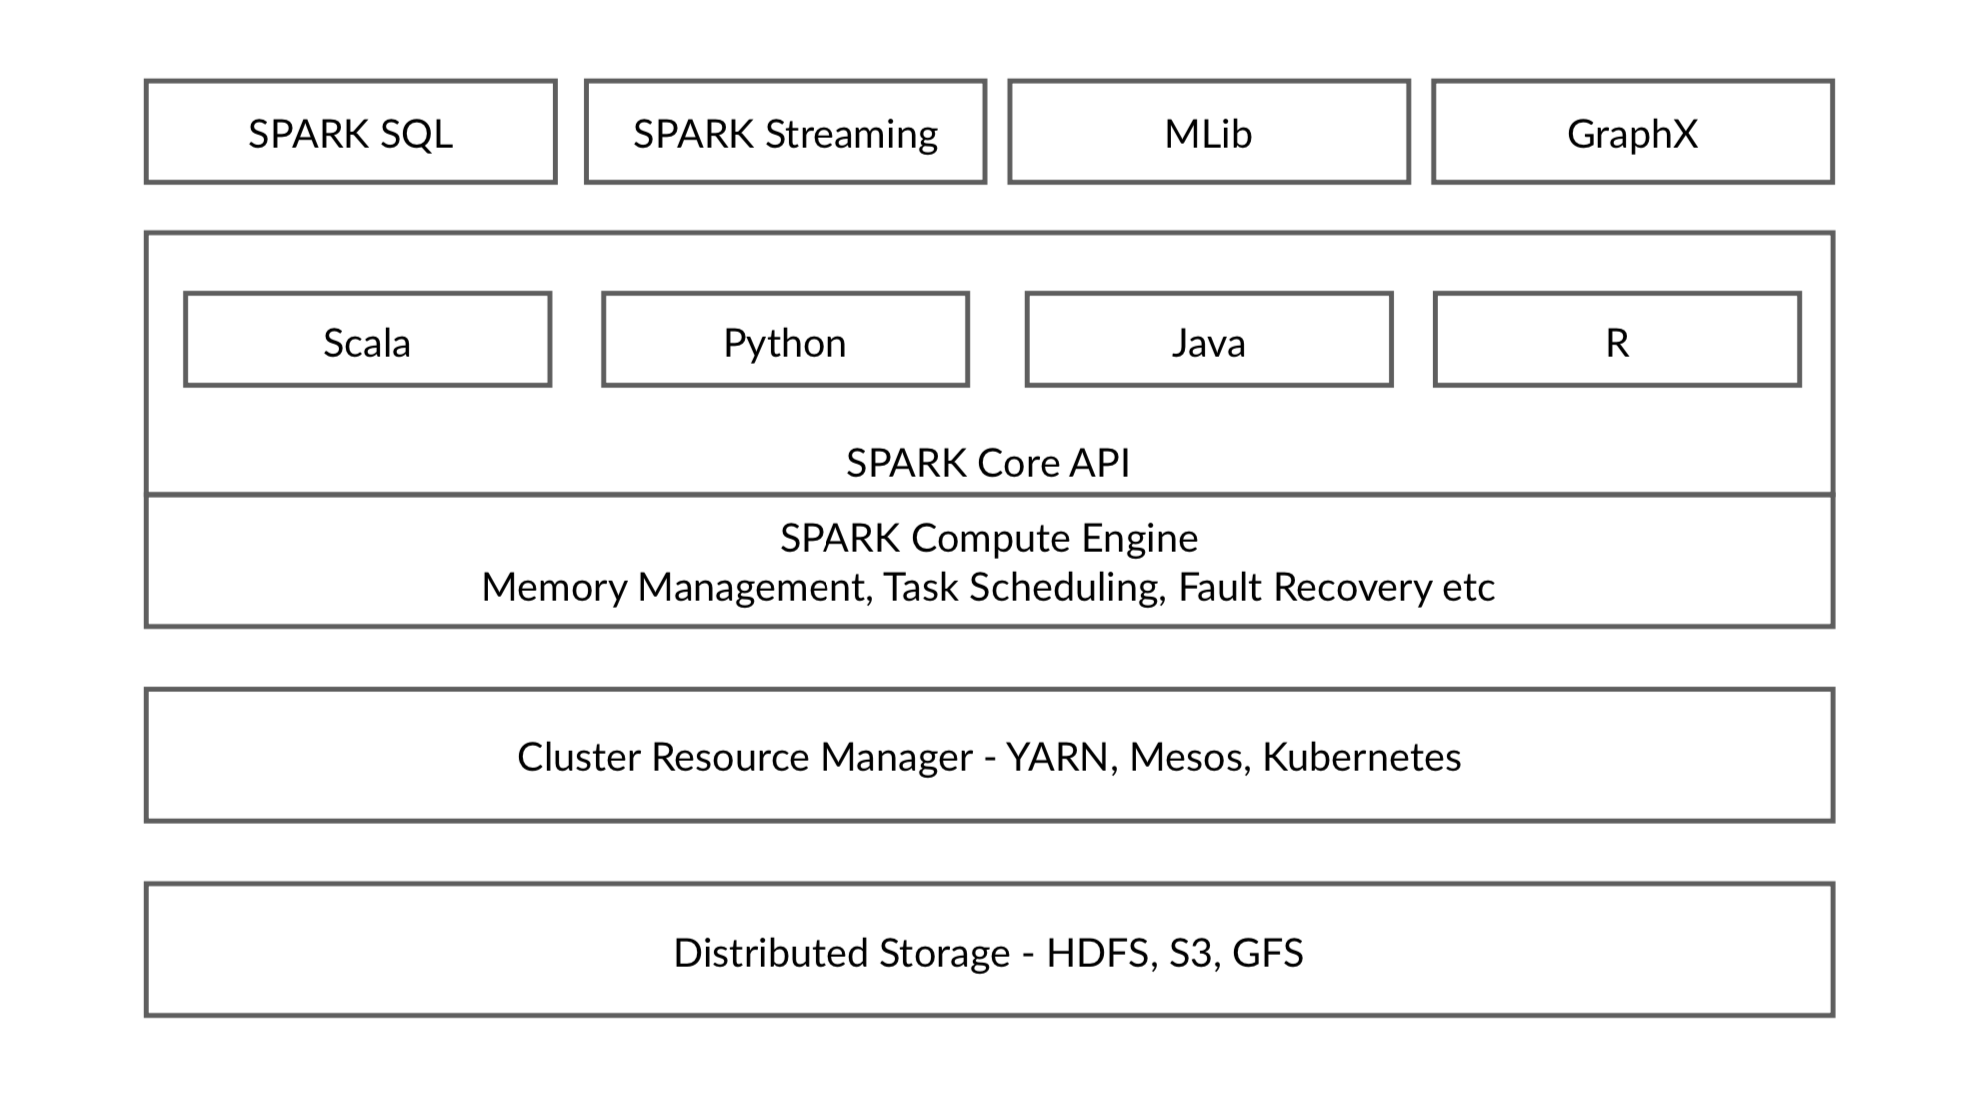 SPARK SQL
SPARK Streaming
MLib
GraphX
Scala
Python
Java
R
SPARK Core API
SPARK Compute Engine
Memory Management, Task Scheduling, Fault Recovery etc
Cluster Resource Manager - YARN, Mesos, Kubernetes
Distributed Storage - HDFS, S3, GFS